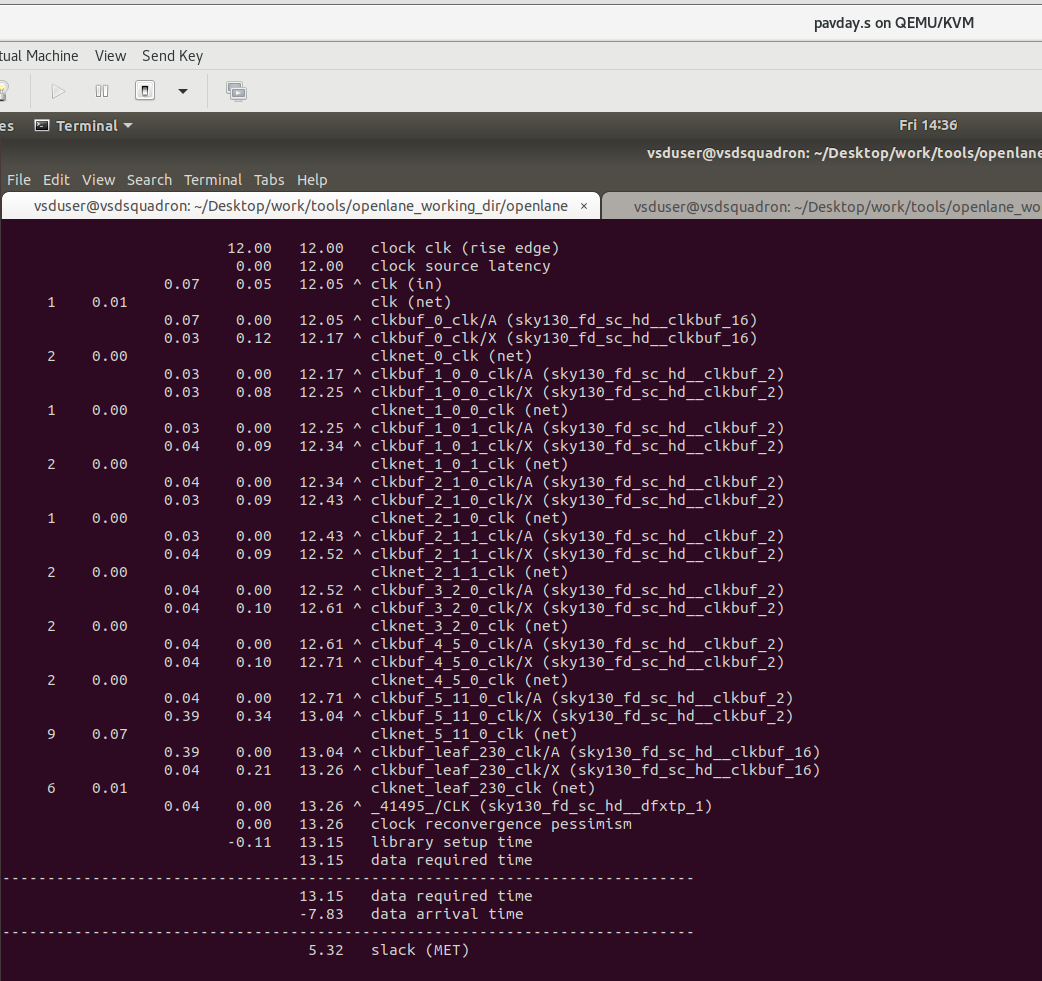 pavday.s on QEMU/KVM
tual Machine View Send Key
es Terminal Fri 14:36
vsduser@vsdsquadron: ~/Desktop/work/tools/openlane
File Edit View Search Terminal Tabs Help
vsduser@vsdsquadron: ~/Desktop/work/tools/openlane_working_dir/openlane × vsduser@vsdsquadron: ~/Desktop/work/tools/openlane_wo
12.00 12.00 clock clk (rise edge)
0.00 12.00 clock source latency
0.07 0.05 12.05 ^ clk (in)
1 0.01 clk (net)
0.07 0.00 12.05 ^ clkbuf_0_clk/A (sky130_fd_sc_hd__clkbuf_16)
0.03 0.12 12.17 ^ clkbuf_0_clk/X (sky130_fd_sc_hd__clkbuf_16)
2 0.00 clknet_0_clk (net)
0.03 0.00 12.17 ^ clkbuf_1_0_0_clk/A (sky130_fd_sc_hd__clkbuf_2)
0.03 0.08 12.25 ^ clkbuf_1_0_0_clk/X (sky130_fd_sc_hd__clkbuf_2)
1 0.00 clknet_1_0_0_clk (net)
0.03 0.00 12.25 ^ clkbuf_1_0_1_clk/A (sky130_fd_sc_hd__clkbuf_2)
0.04 0.09 12.34 ^ clkbuf_1_0_1_clk/X (sky130_fd_sc_hd__clkbuf_2)
2 0.00 clknet_1_0_1_clk (net)
0.04 0.00 12.34 ^ clkbuf_2_1_0_clk/A (sky130_fd_sc_hd__clkbuf_2)
0.03 0.09 12.43 ^ clkbuf_2_1_0_clk/X (sky130_fd_sc_hd__clkbuf_2)
1 0.00 clknet_2_1_0_clk (net)
0.03 0.00 12.43 ^ clkbuf_2_1_1_clk/A (sky130_fd_sc_hd__clkbuf_2)
0.04 0.09 12.52 ^ clkbuf_2_1_1_clk/X (sky130_fd_sc_hd__clkbuf_2)
2 0.00 clknet_2_1_1_clk (net)
0.04 0.00 12.52 ^ clkbuf_3_2_0_clk/A (sky130_fd_sc_hd__clkbuf_2)
0.04 0.10 12.61 ^ clkbuf_3_2_0_clk/X (sky130_fd_sc_hd__clkbuf_2)
2 0.00 clknet_3_2_0_clk (net)
0.04 0.00 12.61 ^ clkbuf_4_5_0_clk/A (sky130_fd_sc_hd__clkbuf_2)
0.04 0.10 12.71 ^ clkbuf_4_5_0_clk/X (sky130_fd_sc_hd__clkbuf_2)
2 0.00 clknet_4_5_0_clk (net)
0.04 0.00 12.71 ^ clkbuf_5_11_0_clk/A (sky130_fd_sc_hd__clkbuf_2)
0.39 0.34 13.04 ^ clkbuf_5_11_0_clk/X (sky130_fd_sc_hd__clkbuf_2)
9 0.07 clknet_5_11_0_clk (net)
0.39 0.00 13.04 ^ clkbuf_leaf_230_clk/A (sky130_fd_sc_hd__clkbuf_16)
0.04 0.21 13.26 ^ clkbuf_leaf_230_clk/X (sky130_fd_sc_hd__clkbuf_16)
6 0.01 clknet_leaf_230_clk (net)
0.04 0.00 13.26 ^ _41495_/CLK (sky130_fd_sc_hd__dfxtp_1)
0.00 13.26 clock reconvergence pessimism
-0.11 13.15 library setup time
13.15 data required time
-----------------------------------------------------------------------------
13.15 data required time
-7.83 data arrival time
-----------------------------------------------------------------------------
5.32 slack (MET)